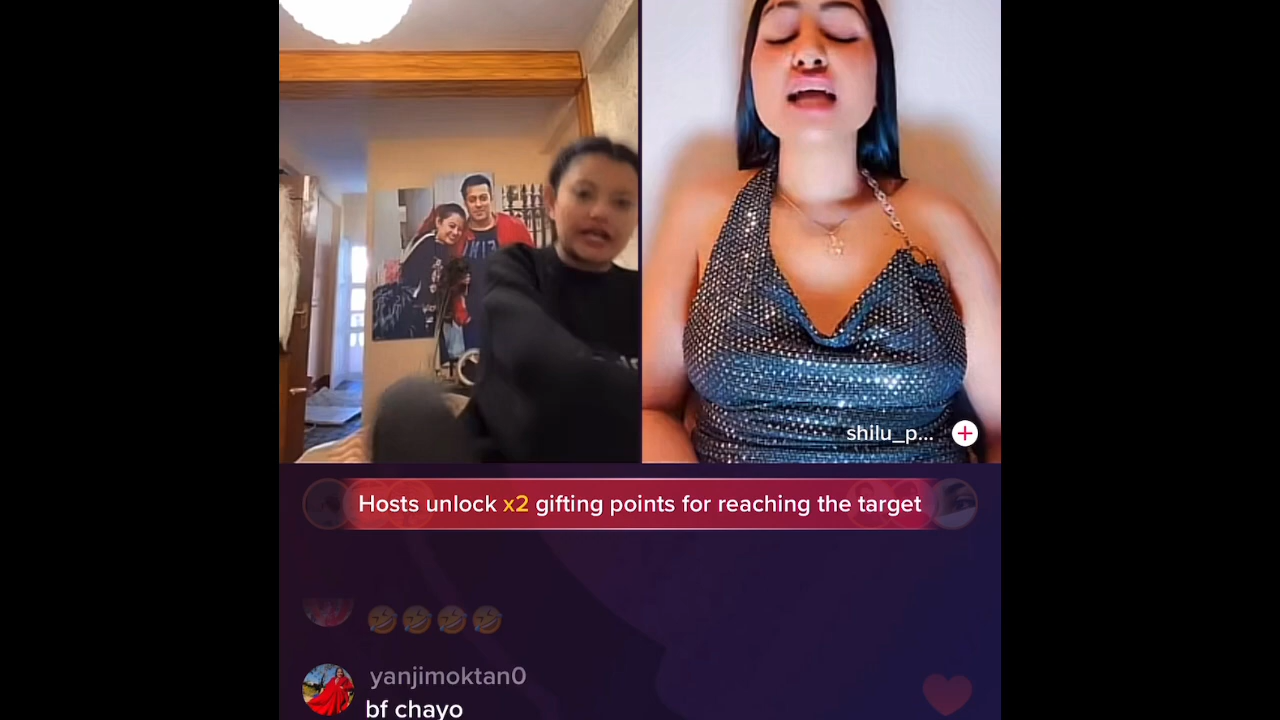 shilu_p...
Hosts unlock x2 gifting points for reaching the target
🤣🤣🤣🤣
yanjimoktan0
bf chayo